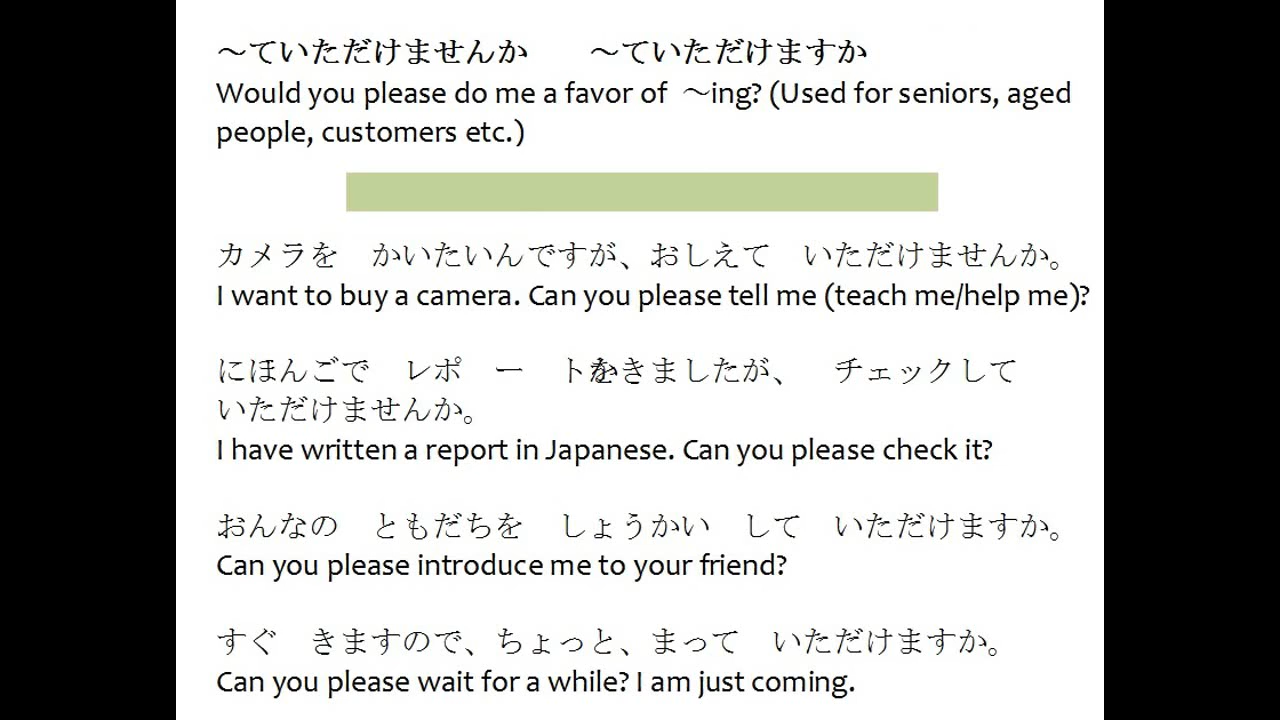 ～ていただけませんか　　～ていただけますか
Would you please do me a favor of ～ing? (Used for seniors, aged
people, customers etc.)
カメラを　かいたいんですが、おしえて　いただけませんか。
I want to buy a camera. Can you please tell me (teach me/help me)?
にほんごで　レポ　ー　トをかきましたが、　チェックして
いただけませんか。
I have written a report in Japanese. Can you please check it?
おんなの　ともだちを　しょうかい　して　いただけますか。
Can you please introduce me to your friend?
すぐ　きますので、ちょっと、まって　いただけますか。
Can you please wait for a while? I am just coming.